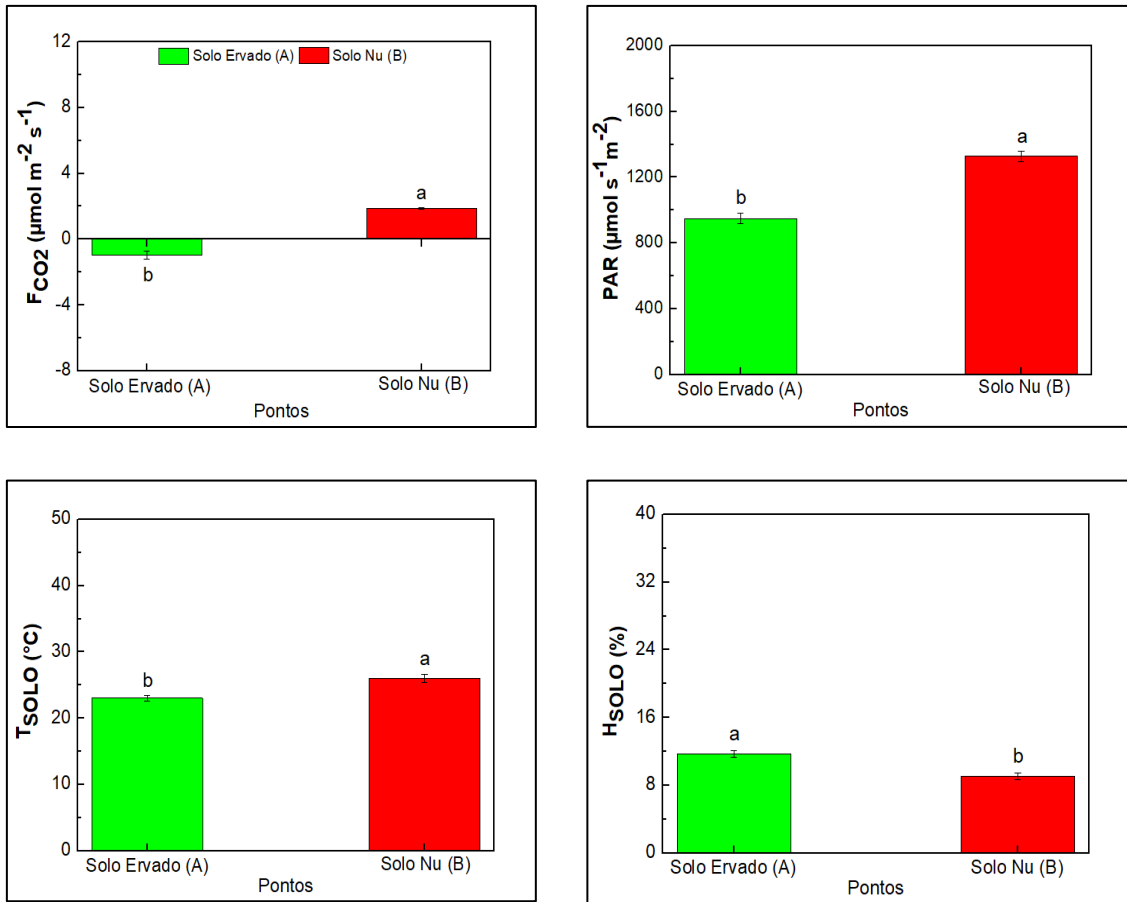 12
8
4
0
-4
-8
F CO2 (µmol m-2 s-1)
Solo Ervado (A) Solo Nu (B)
b
a
Solo Ervado (A) Solo Nu (B)
Pontos
2000
1600
1200
800
400
0
PAR (µmol s-1m-2)
b
a
Solo Ervado (A) Solo Nu (B)
Pontos
50
40
30
20
10
0
TSOLO (°C)
b
a
Solo Ervado (A) Solo Nu (B)
Pontos
40
32
24
16
8
0
HSOLO (%)
a
b
Solo Ervado (A) Solo Nu (B)
Pontos